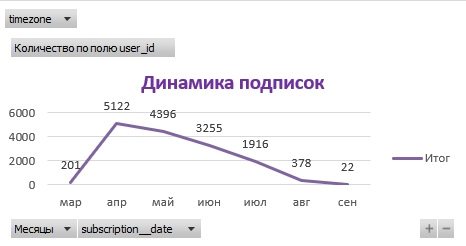 timezone
Количество по полю user_id
Динамика подписок
6000
4000
2000
0
201
5122
4396
3255
1916
378
22
мар апр май июн июл авг сен
Итог
Месяцы subscription__date
+ −